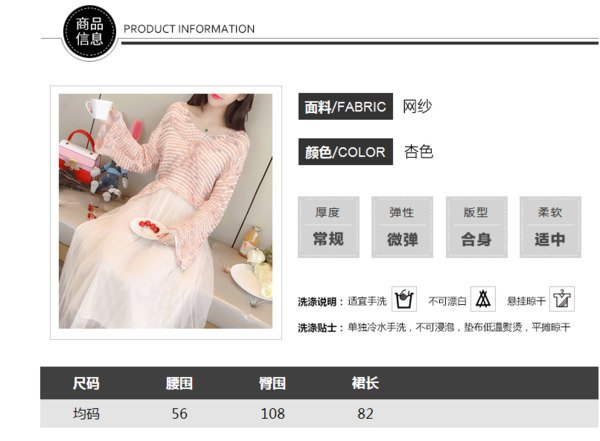 商品
信息
PRODUCT INFORMATION
面料/FABRIC 网纱
颜色/COLOR 杏色
厚度 弹性 版型 柔软
常规 微弹 合身 适中
洗涤说明：适宜手洗 不可漂白 悬挂晾干
洗涤贴士：单独冷水手洗，不可浸泡，垫布低温熨烫，平摊晾干
尺码 腰围 臀围 裙长
均码 56 108 82